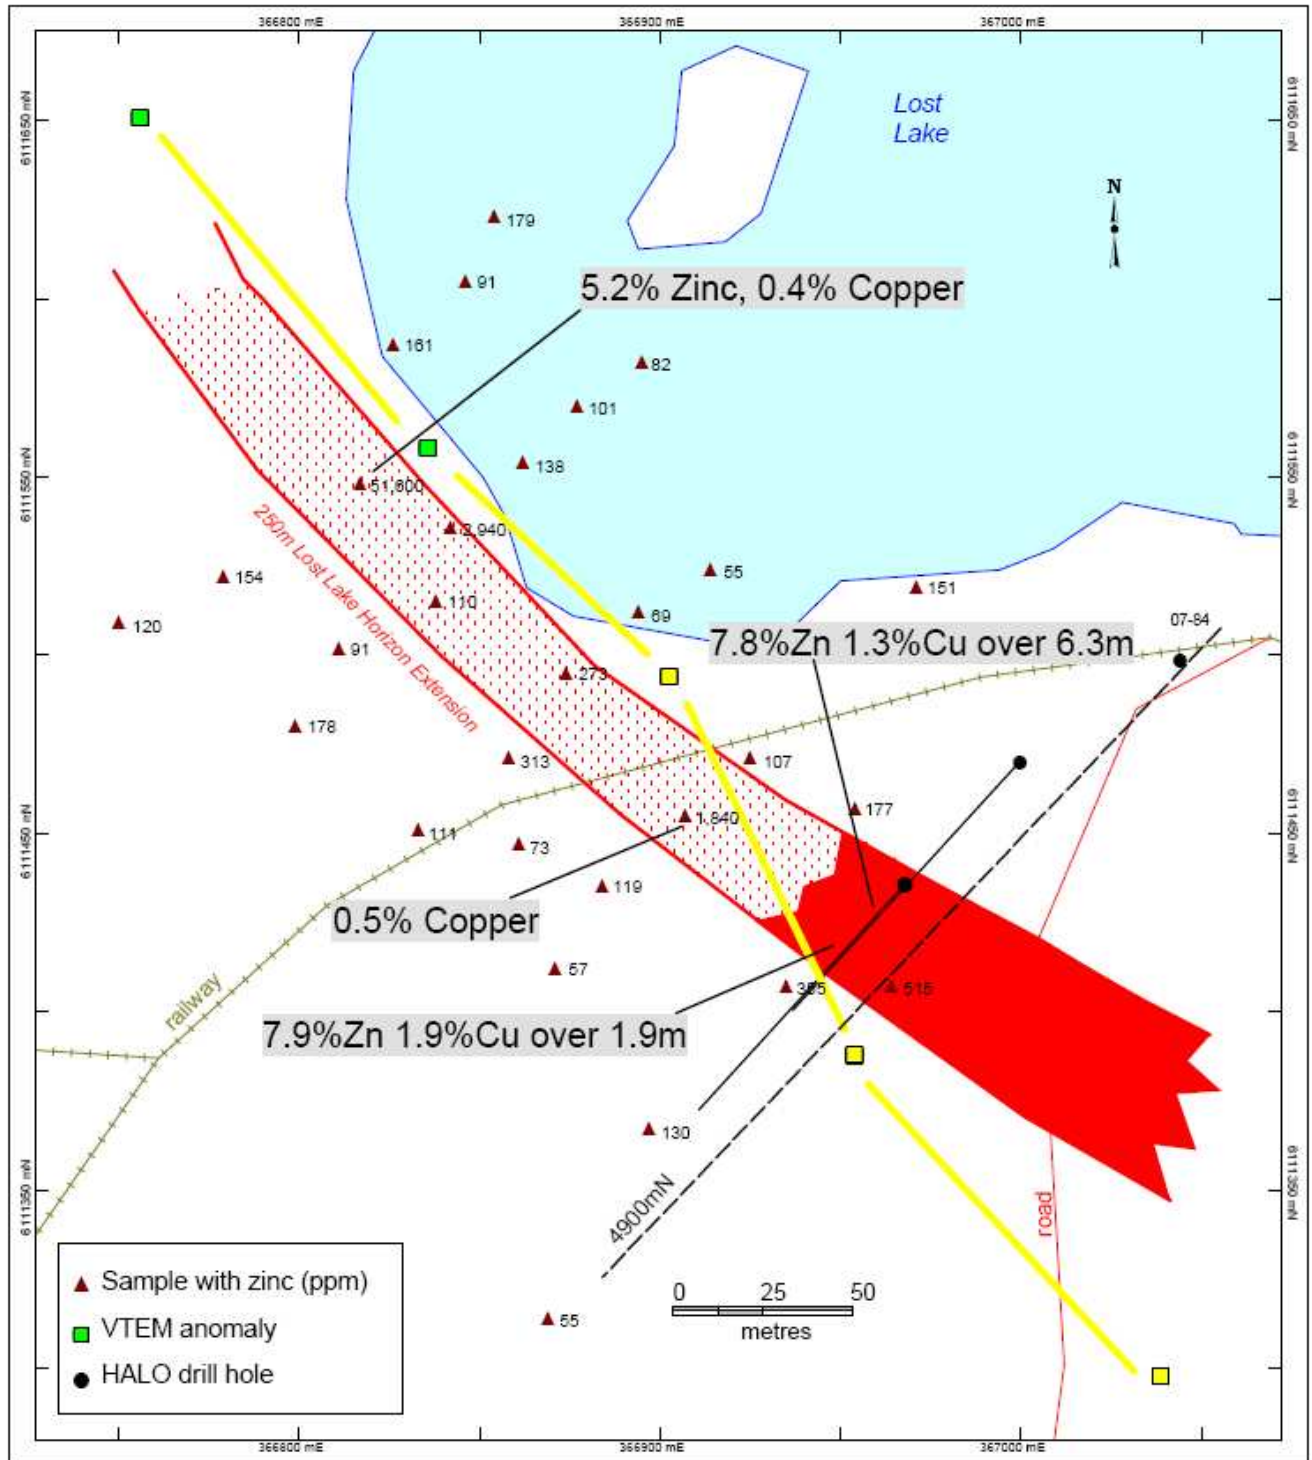 366800 mE
366900 mE
367000 mE
6111650 mN
6111650 mN
Lost
Lake
N
179
91
5.2% Zinc, 0.4% Copper
161
82
101
138
6111550 mN
6111550 mN
51,600
2,940
250m Lost Lake Horizon Extension
154
55
151
110
69
120
07-84
91
7.8%Zn 1.3%Cu over 6.3m
273
178
313
107
177
1,840
111
73
6111450 mN
6111450 mN
119
0.5% Copper
57
railway
515
7.9%Zn 1.9%Cu over 1.9m
130
4900mN
road
6111350 mN
6111350 mN
Sample with zinc (ppm)
VTEM anomaly
HALO drill hole
55
0 25 50
metres
366800 mE
366900 mE
367000 mE